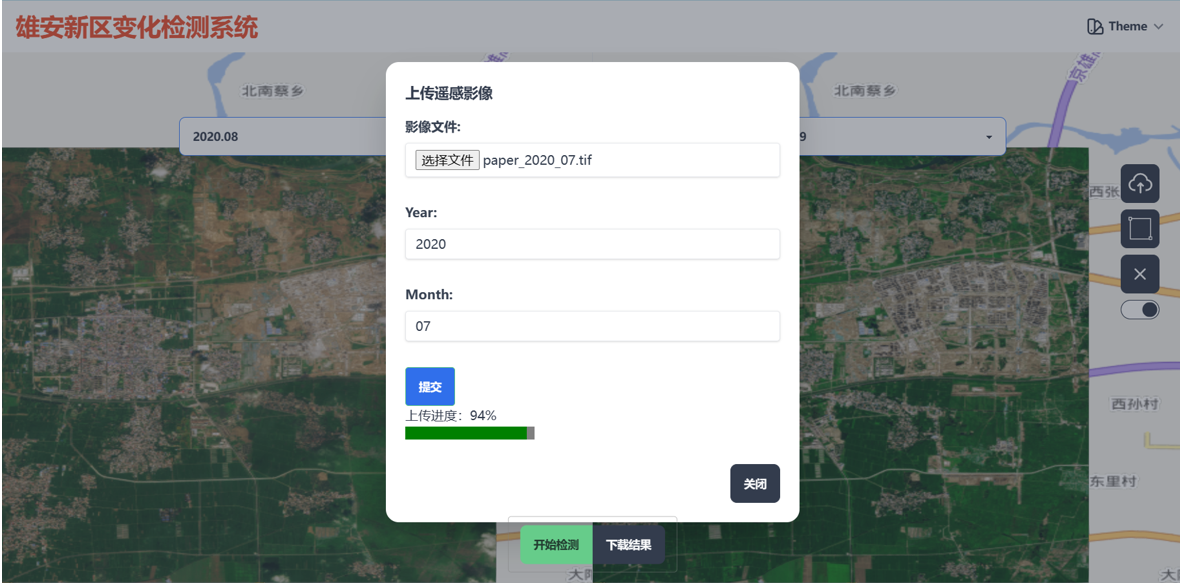 雄安新区变化检测系统
Theme
北南蔡乡
北南蔡乡
京雄
2020.08
9
上传遥感影像
影像文件:
选择文件 paper_2020_07.tif
Year:
2020
Month:
07
提交
上传进度：94%
关闭
西张
西孙村
东里村
开始检测
下载结果
大